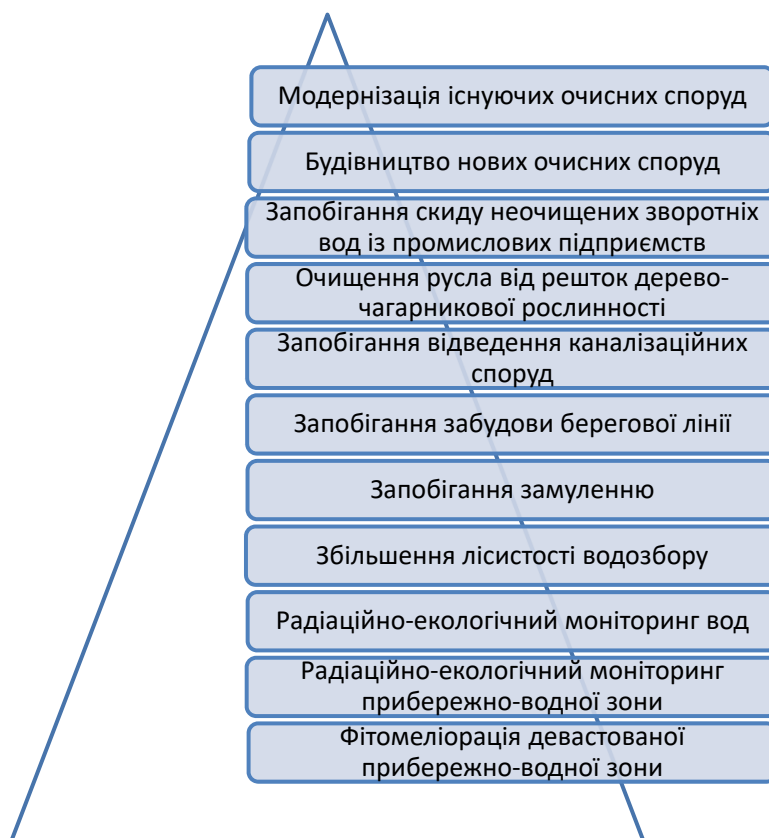 Модернізація існуючих очисних споруд
Будівництво нових очисних споруд
Запобігання скиду неочищених зворотніх
вод із промислових підприємств
Очищення русла від решток дерево-
чагарникової рослинності
Запобігання відведення каналізаційних
споруд
Запобігання забудови берегової лінії
Запобігання замуленню
Збільшення лісистості водозбору
Радіаційно-екологічний моніторинг вод
Радіаційно-екологічний моніторинг
прибережно-водної зони
Фітомеліорація девастованої
прибережно-водної зони